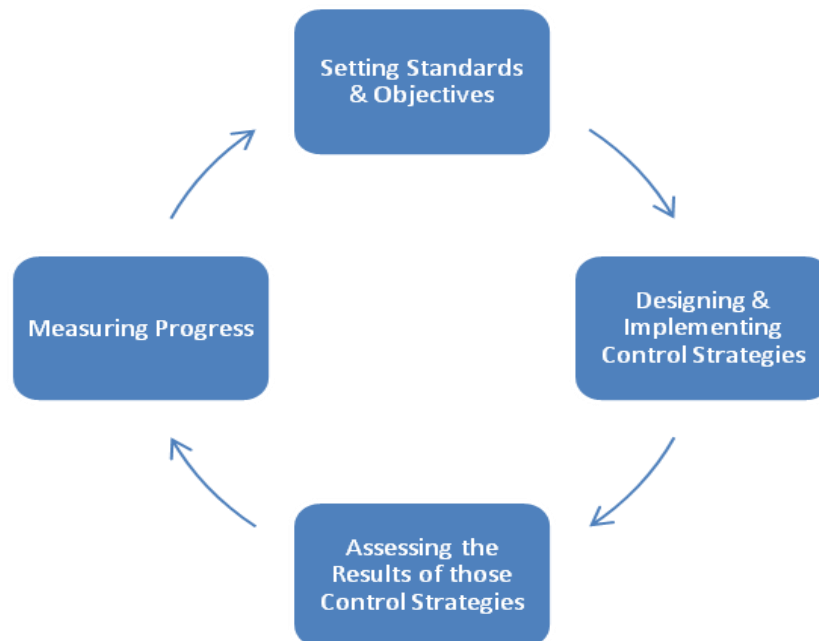 Setting Standards
& Objectives
Designing &
Implementing
Control Strategies
Assessing the
Results of those
Control Strategies
Measuring Progress